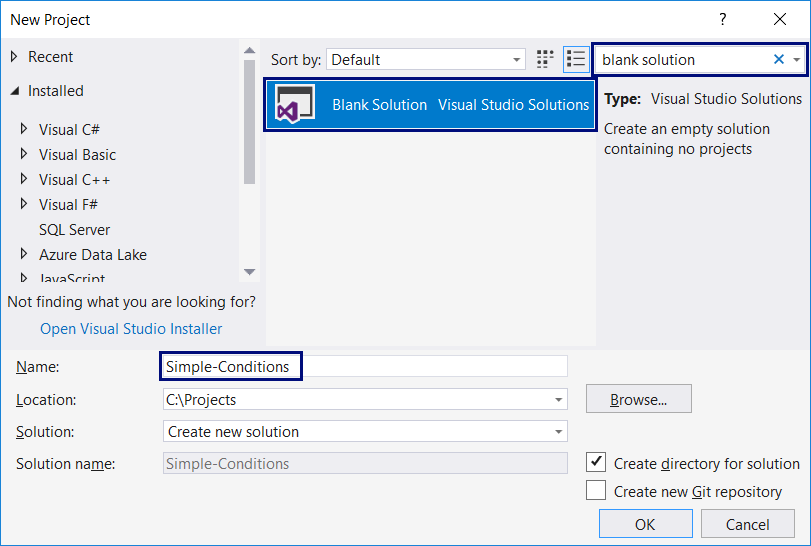 New Project
?
Recent
Installed
Visual C#
Visual Basic
Visual C++
Visual F#
SQL Server
Azure Data Lake
JavaScript
Not finding what you are looking for?
Open Visual Studio Installer
Sort by: Default
Blank Solution Visual Studio Solutions
blank solution
Type: Visual Studio Solutions
Create an empty solution
containing no projects
Name: Simple-Conditions
Location: C:\Projects
Browse...
Solution: Create new solution
Solution name: Simple-Conditions
Create directory for solution
Create new Git repository
OK Cancel